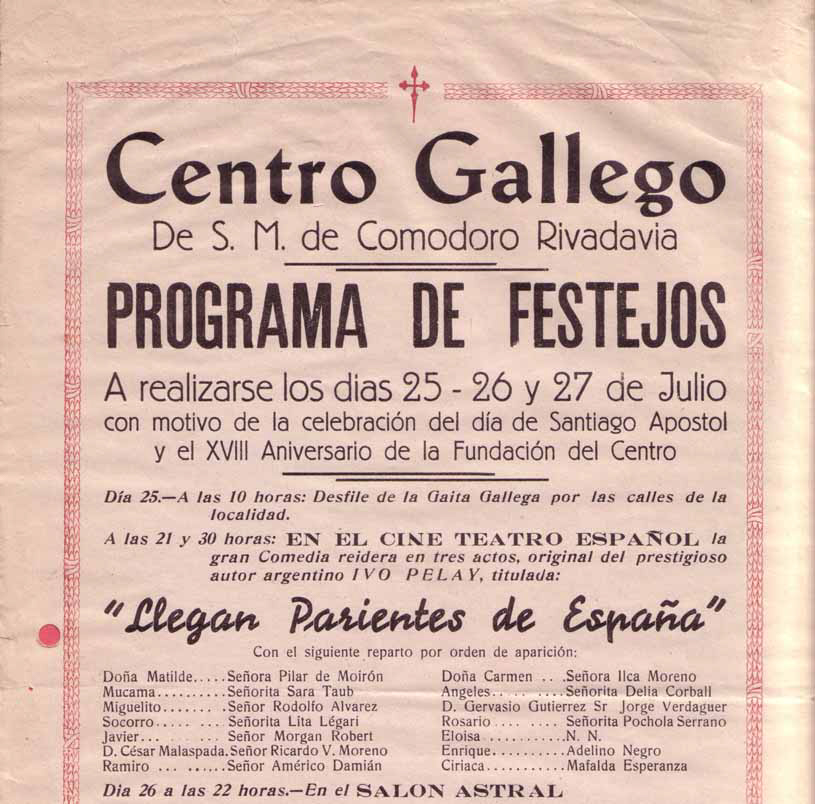 Centro Gallego
De S. M. de Comodoro Rivadavia
PROGRAMA DE FESTEJOS
A realizarse los dias 25 - 26 y 27 de Julio
con motivo de la celebración del día de Santiago Apostol
y el XVIII Aniversario de la Fundación del Centro
Día 25.—A las 10 horas: Desfile de la Gaita Gallega por las calles de la
localidad.
A las 21 y 30 horas: EN EL CINE TEATRO ESPAÑOL la
gran Comedia reidera en tres actos, original del prestigioso
autor argentino IVO PELAY, titulada:
"Llegan Parientes de España"
Con el siguiente reparto por orden de aparición:
Doña Matilde.....Señora Pilar de Moirón
Mucama.........Señorita Sara Taub
Miguelito.......Señor Rodolfo Alvarez
Socorro..... .....Señorita Lita Légari
Javier... ... .....Señor Morgan Robert
D. César Malaspada.Señor Ricardo V. Moreno
Ramiro ... ......Señor Américo Damián
Doña Carmen .. .Señora Ilca Moreno
Angeles.. .. .....Señorita Delia Corball
D. Gervasio Gutierrez Sr Jorge Verdaguer
Rosario .... .... Señorita Pochola Serrano
Eloisa ..........N. N.
Enrique..........Adelino Negro
Ciriaca..... .....Mafalda Esperanza
Dia 26 a las 22 horas.—En el SALON ASTRAL